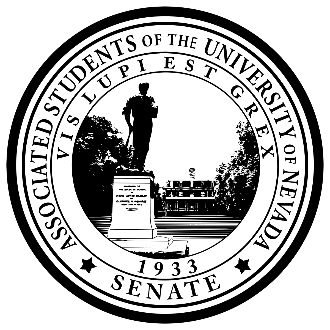 ASSOCIATED STUDENTS OF THE UNIVERSITY OF NEVADA
VIS LUPI EST GREX
1933
SENATE